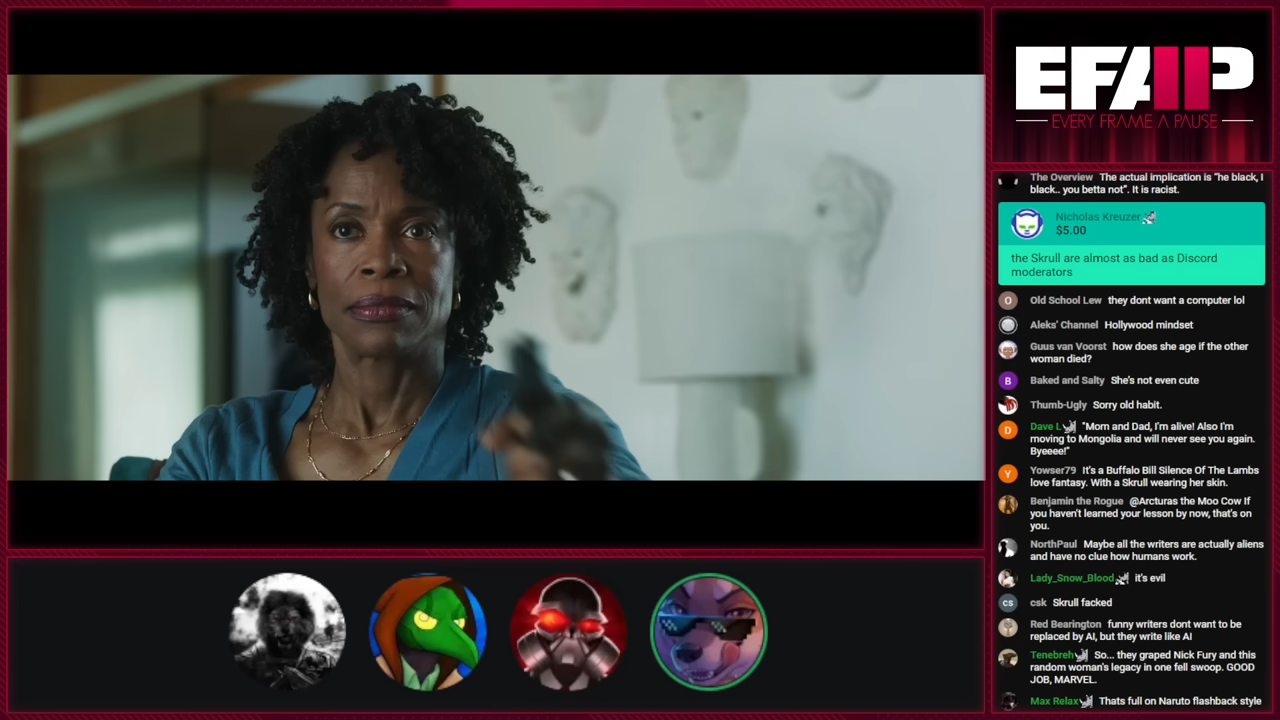 EFAP
EVERY FRAME A PAUSE
The Overview The actual implication is "he black, I
black.. you betta not". It is racist.
Nicholas Kreuzer
$5.00
the Skrull are almost as bad as Discord
moderators
O Old School Lew they dont want a computer lol
Aleks' Channel Hollywood mindset
Guus van Voorst how does she age if the other
woman died?
B Baked and Salty She's not even cute
Thumb-Ugly Sorry old habit.
D Dave L "Mom and Dad, I'm alive! Also I'm
moving to Mongolia and will never see you again.
Byeeee!"
Y Yowser79 It's a Buffalo Bill Silence Of The Lambs
love fantasy. With a Skrull wearing her skin.
Benjamin the Rogue @Arcturas the Moo Cow If
you haven't learned your lesson by now, that's on
you.
NorthPaul Maybe all the writers are actually aliens
and have no clue how humans work.
Lady_Snow_Blood it's evil
cs csk Skrull facked
Red Bearington funny writers dont want to be
replaced by AI, but they write like AI
Tenebreh So... they graped Nick Fury and this
random woman's legacy in one fell swoop. GOOD
JOB, MARVEL.
Max Relax Thats full on Naruto flashback style